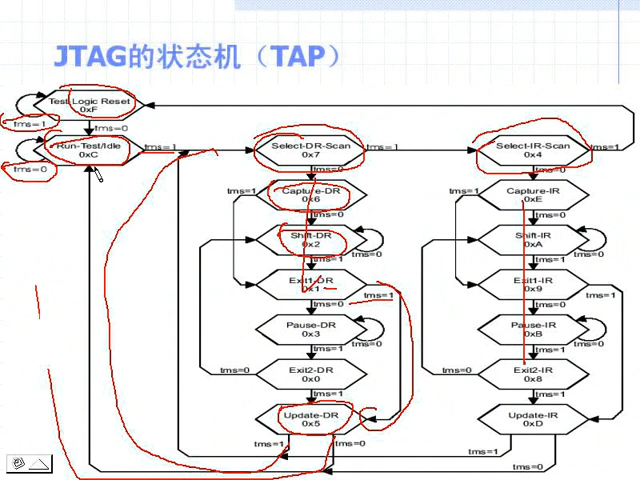 JTAG的状态机（TAP）
Test Logic Reset
0xF
tms=1
tms=0
Run-Test/Idle
0xC
tms=1
tms=0
Select-DR-Scan
0x7
tms=1
Select-IR-Scan
0x4
tms=1
tms=0
tms=0
tms=1
Capture-DR
0x6
tms=1
Capture-IR
0xE
tms=0
tms=0
Shift-DR
0x2
tms=0
Shift-IR
0xA
tms=0
tms=1
tms=1
Exit1-DR
0x1
tms=1
Exit1-IR
0x9
tms=1
tms=0
tms=0
Pause-DR
0x3
tms=0
Pause-IR
0xB
tms=0
tms=1
tms=1
tms=0
Exit2-DR
0x0
tms=0
Exit2-IR
0x8
tms=1
tms=1
Update-DR
0x5
Update-IR
0xD
tms=1
tms=0
tms=1
tms=0